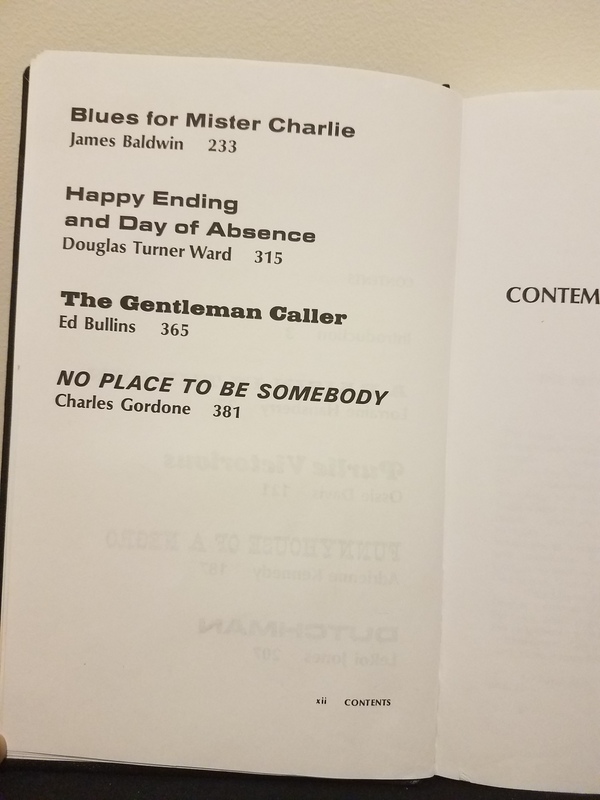 Blues for Mister Charlie
James Baldwin 233
Happy Ending
and Day of Absence
Douglas Turner Ward 315
The Gentleman Caller
Ed Bullins 365
NO PLACE TO BE SOMEBODY
Charles Gordone 381
xii CONTENTS
CONTEM